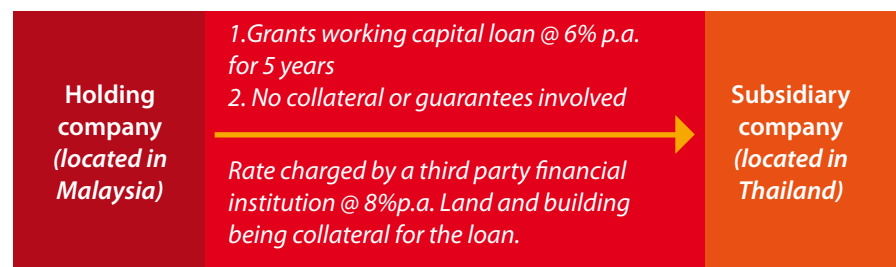 Holding
company
(located in
Malaysia)
1.Grants working capital loan @ 6% p.a.
for 5 years
2. No collateral or guarantees involved
Rate charged by a third party financial
institution @ 8%p.a. Land and building
being collateral for the loan.
Subsidiary
company
(located in
Thailand)